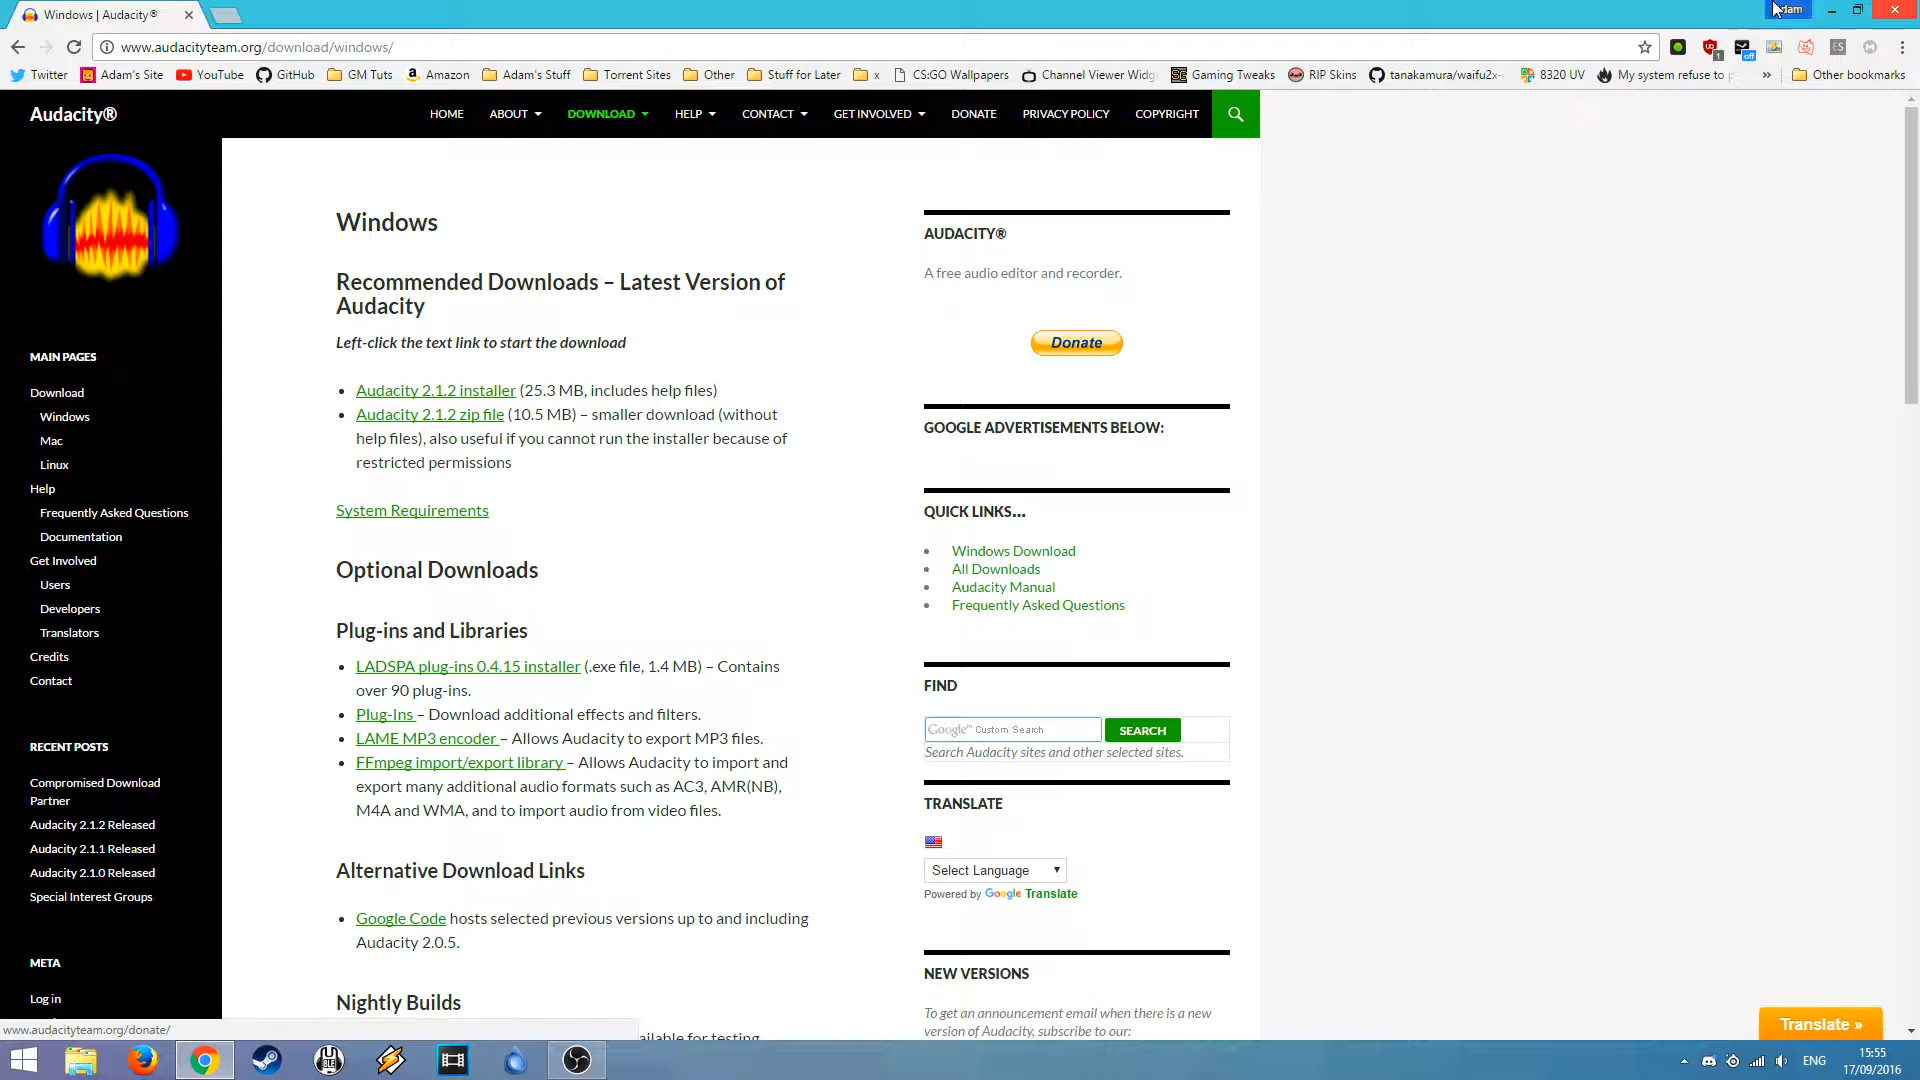 Windows | Audacity®
www.audacityteam.org/download/windows/
Twitter
Adam's Site
YouTube
GitHub
GM Tuts
Amazon
Adam's Stuff
Torrent Sites
Other
Stuff for Later
x
CS:GO Wallpapers
Channel Viewer Widg
Gaming Tweaks
RIP Skins
tanakamura/waifu2x-
8320 UV
My system refuse to p
»
Other bookmarks
Audacity®
HOME
ABOUT
DOWNLOAD
HELP
CONTACT
GET INVOLVED
DONATE
PRIVACY POLICY
COPYRIGHT
MAIN PAGES
Download
Windows
Mac
Linux
Help
Frequently Asked Questions
Documentation
Get Involved
Users
Developers
Translators
Credits
Contact
RECENT POSTS
Compromised Download
Partner
Audacity 2.1.2 Released
Audacity 2.1.1 Released
Audacity 2.1.0 Released
Special Interest Groups
META
Log in
www.audacityteam.org/donate/
Windows
Recommended Downloads – Latest Version of
Audacity
Left-click the text link to start the download
• Audacity 2.1.2 installer (25.3 MB, includes help files)
• Audacity 2.1.2 zip file (10.5 MB) – smaller download (without
help files), also useful if you cannot run the installer because of
restricted permissions
System Requirements
Optional Downloads
Plug-ins and Libraries
• LADSPA plug-ins 0.4.15 installer (.exe file, 1.4 MB) – Contains
over 90 plug-ins.
• Plug-Ins – Download additional effects and filters.
• LAME MP3 encoder – Allows Audacity to export MP3 files.
• FFmpeg import/export library – Allows Audacity to import and
export many additional audio formats such as AC3, AMR(NB),
M4A and WMA, and to import audio from video files.
Alternative Download Links
• Google Code hosts selected previous versions up to and including
Audacity 2.0.5.
Nightly Builds
ailable for testing
AUDACITY®
A free audio editor and recorder.
Donate
GOOGLE ADVERTISEMENTS BELOW:
QUICK LINKS...
• Windows Download
• All Downloads
• Audacity Manual
• Frequently Asked Questions
FIND
Google™ Custom Search
SEARCH
Search Audacity sites and other selected sites.
TRANSLATE
Select Language
Powered by Google Translate
NEW VERSIONS
To get an announcement email when there is a new
version of Audacity, subscribe to our:
Translate »
ENG
15:55
17/09/2016